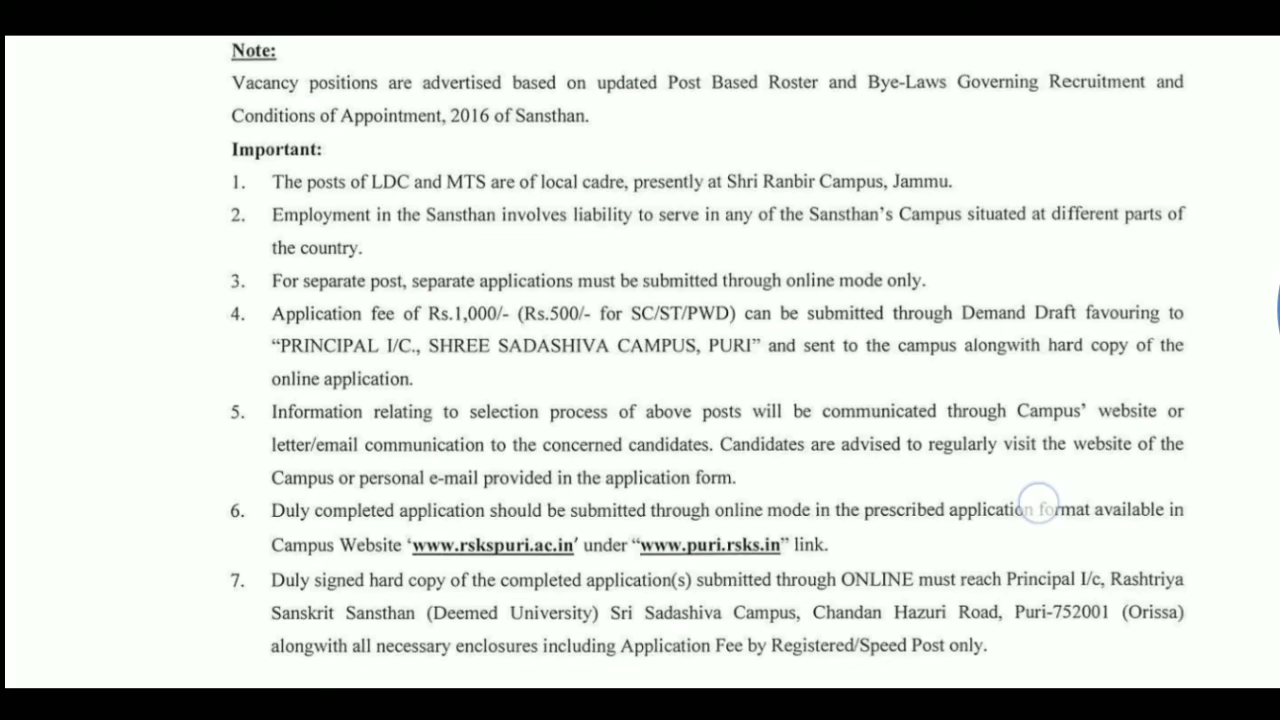 Note:
Vacancy positions are advertised based on updated Post Based Roster and Bye-Laws Governing Recruitment and
Conditions of Appointment, 2016 of Sansthan.
Important:
1. The posts of LDC and MTS are of local cadre, presently at Shri Ranbir Campus, Jammu.
2. Employment in the Sansthan involves liability to serve in any of the Sansthan's Campus situated at different parts of
the country.
3. For separate post, separate applications must be submitted through online mode only.
4. Application fee of Rs.1,000/- (Rs.500/- for SC/ST/PWD) can be submitted through Demand Draft favouring to
“PRINCIPAL I/C., SHREE SADASHIVA CAMPUS, PURI” and sent to the campus alongwith hard copy of the
online application.
5. Information relating to selection process of above posts will be communicated through Campus' website or
letter/email communication to the concerned candidates. Candidates are advised to regularly visit the website of the
Campus or personal e-mail provided in the application form.
6. Duly completed application should be submitted through online mode in the prescribed application format available in
Campus Website 'www.rskspuri.ac.in' under “www.puri.rsks.in” link.
7. Duly signed hard copy of the completed application(s) submitted through ONLINE must reach Principal I/c, Rashtriya
Sanskrit Sansthan (Deemed University) Sri Sadashiva Campus, Chandan Hazuri Road, Puri-752001 (Orissa)
alongwith all necessary enclosures including Application Fee by Registered/Speed Post only.